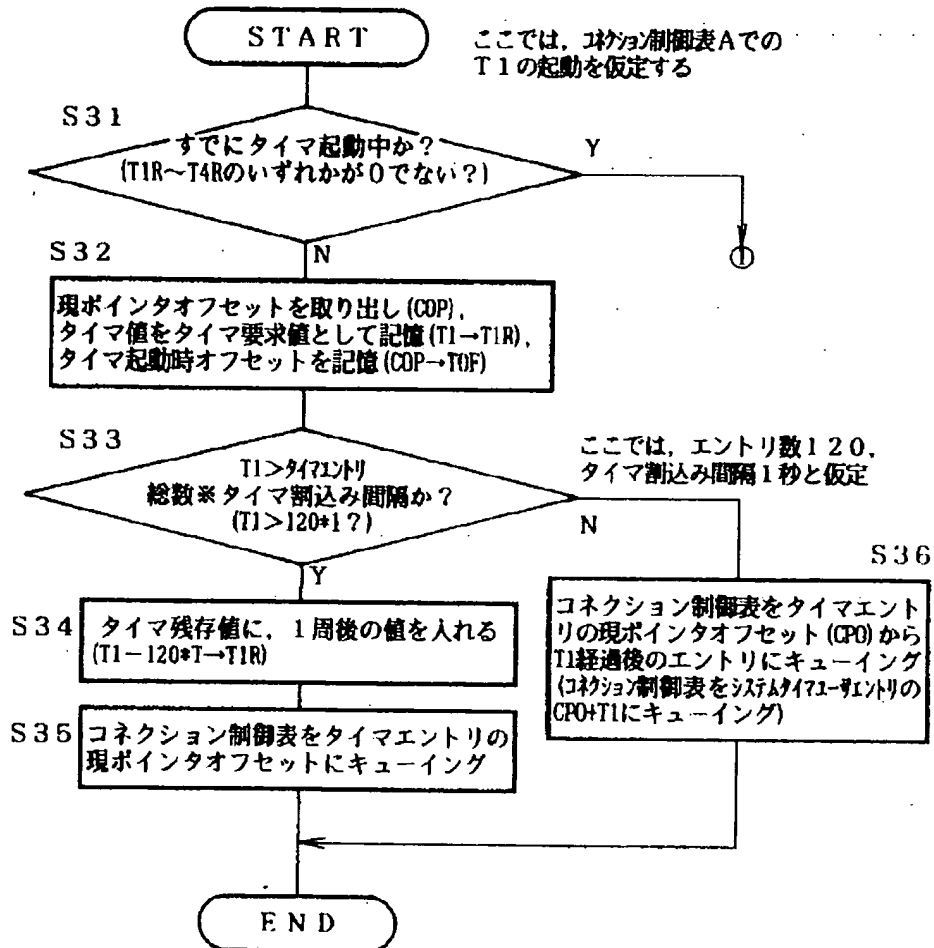 START
ここでは，コネクション制御表Aでの
T1の起動を仮定する
S31
すでにタイマ起動中か？
(T1R～T4Rのいずれかが0でない？)
Y
①
N
S32
現ポインタオフセットを取り出し(COP)，
タイマ値をタイマ要求値として記憶(T1→T1R)，
タイマ起動時オフセットを記憶(COP→TOF)
S33
T1＞タイマエントリ
総数※タイマ割込み間隔か？
(T1＞120*1？)
ここでは，エントリ数120，
タイマ割込み間隔1秒と仮定
N
Y
S34
タイマ残存値に，1周後の値を入れる
(T1－120*T→T1R)
S35
コネクション制御表をタイマエントリの
現ポインタオフセットにキューイング
S36
コネクション制御表をタイマエント
リの現ポインタオフセット(CPO)から
T1経過後のエントリにキューイング
(コネクション制御表をシステムタイマユーザエントリの
CPO+T1にキューイング)
END